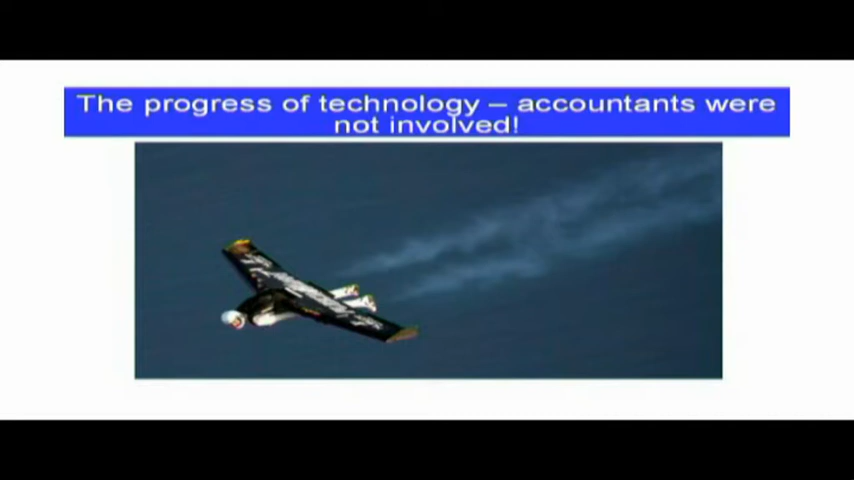 The progress of technology – accountants were
not involved!